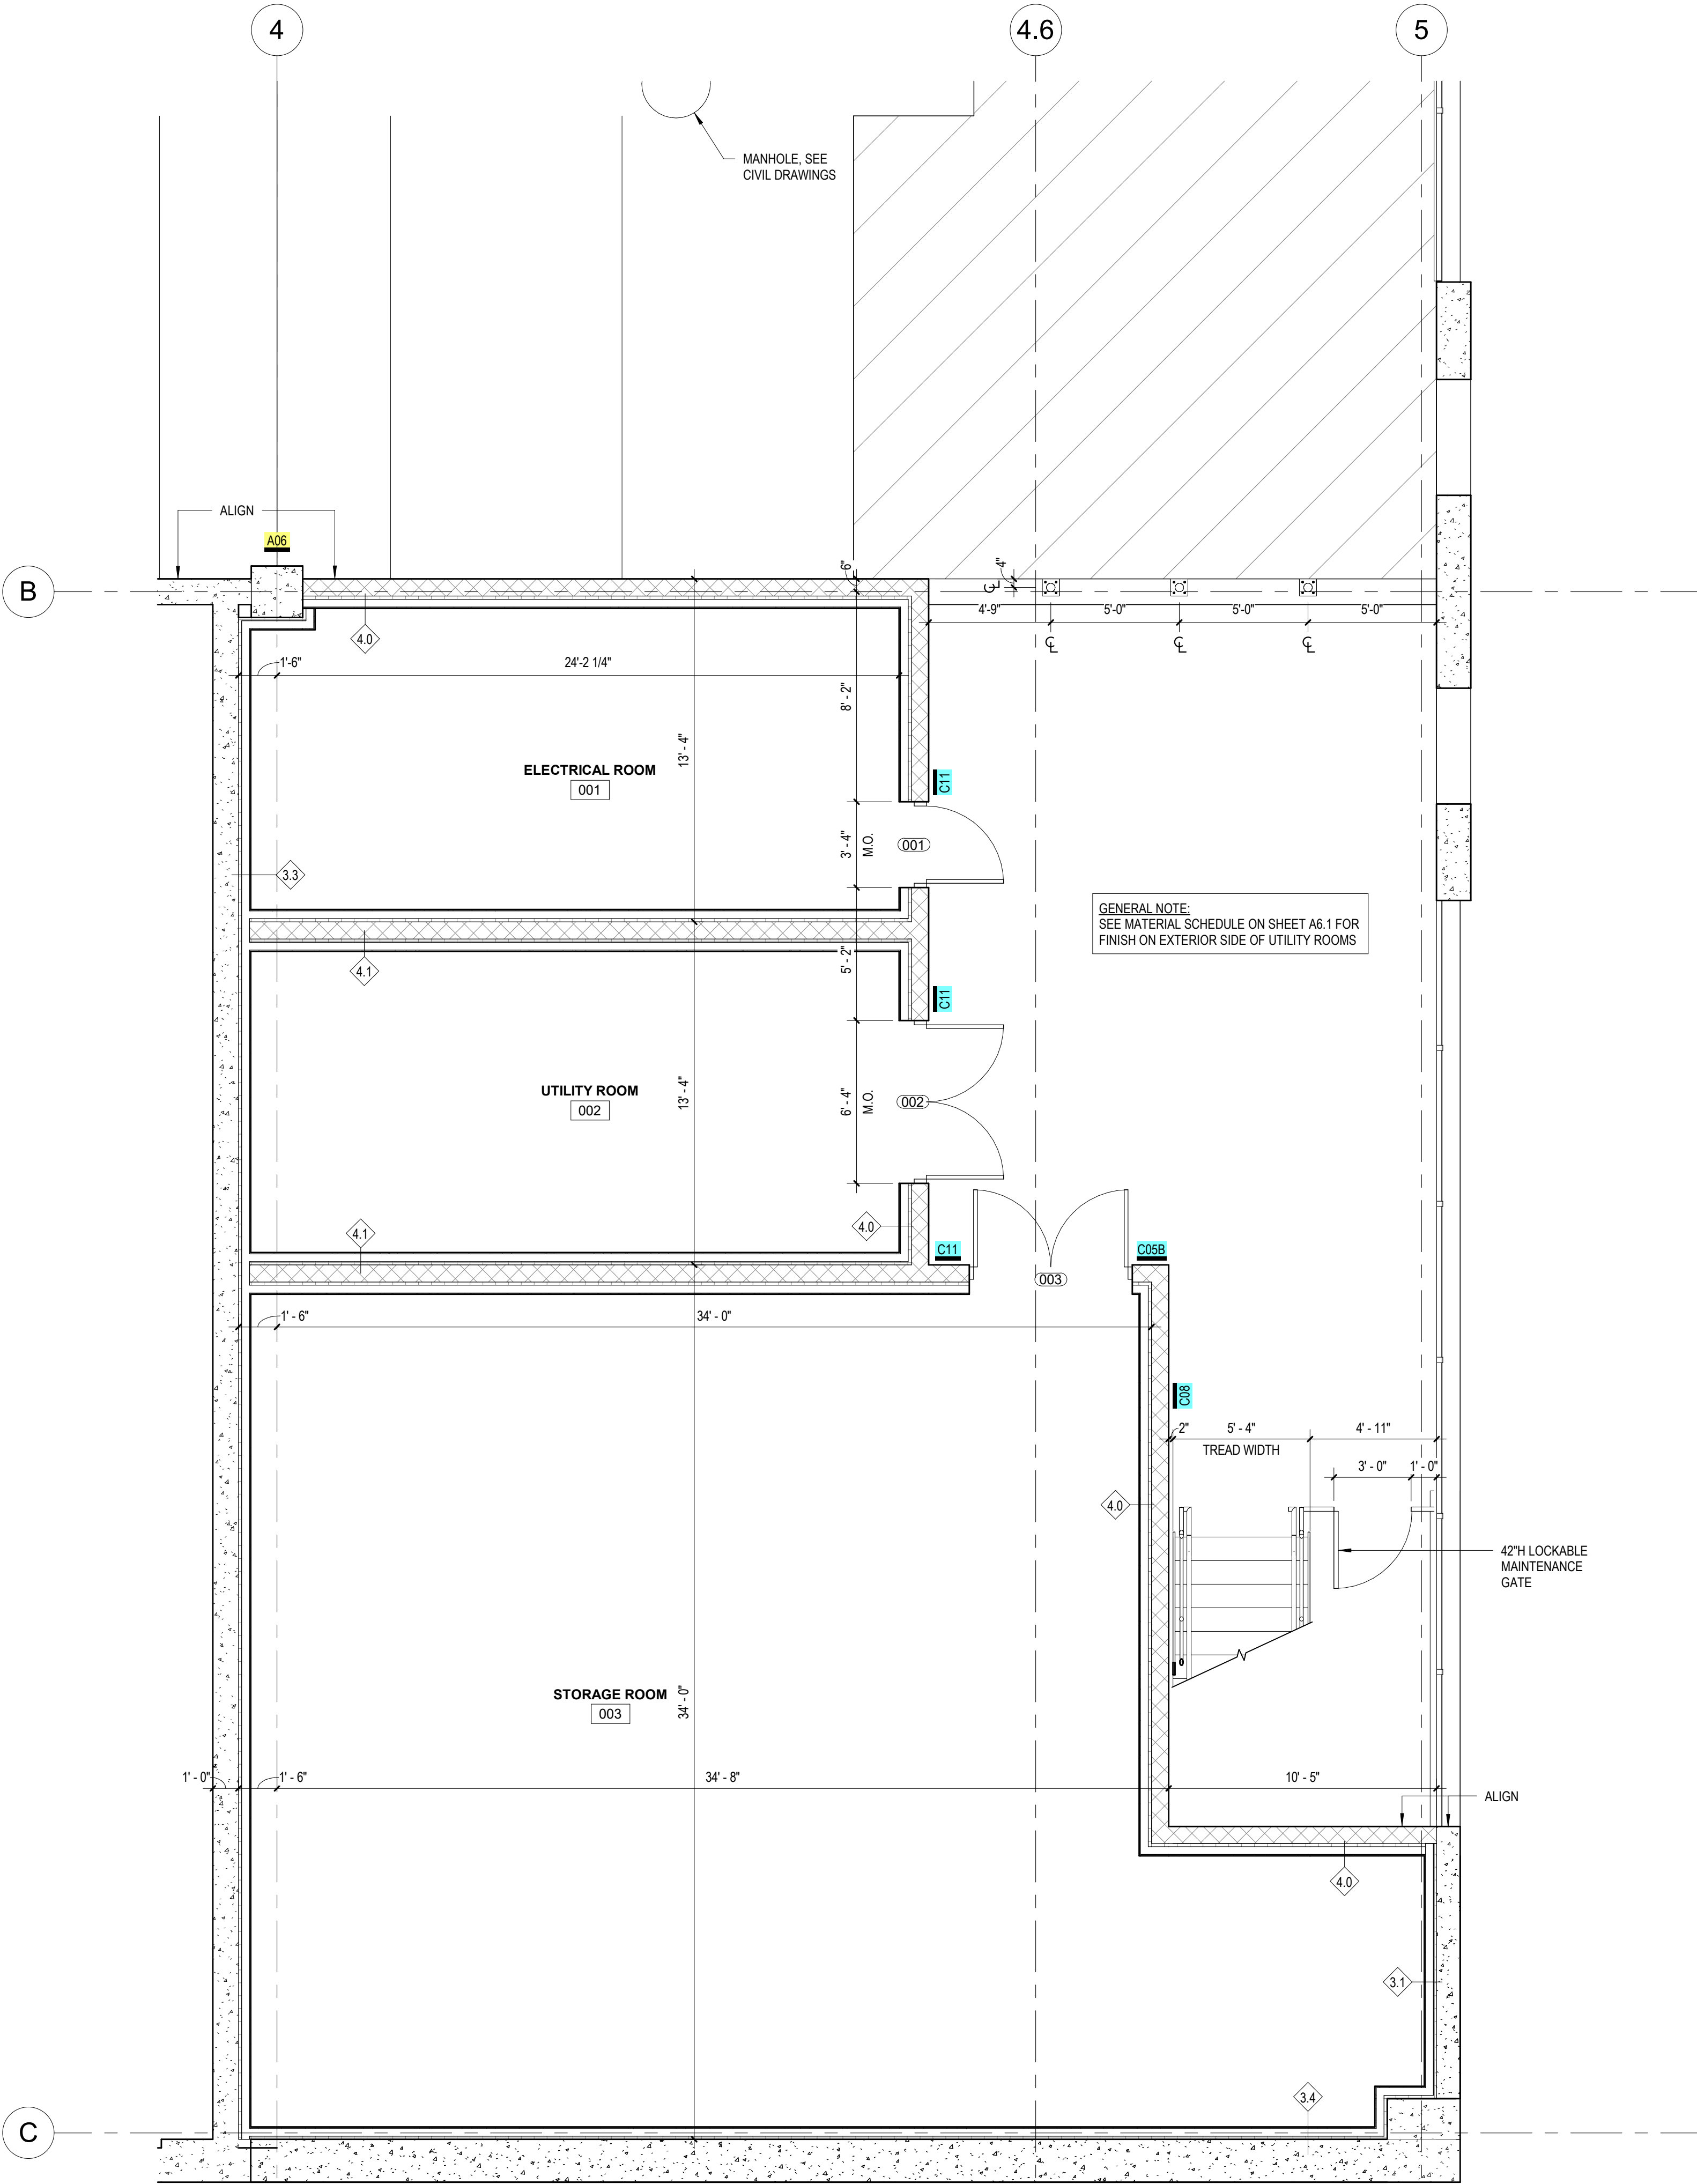 4
4.6
5
MANHOLE, SEE
CIVIL DRAWINGS
ALIGN
A06
B
6"
4"
℄
4'-9"
5'-0"
5'-0"
5'-0"
℄
℄
℄
4.0
1'-6"
24'-2 1/4"
8' - 2"
13' - 4"
ELECTRICAL ROOM
001
C11
3' - 4"
M.O.
001
3.3
GENERAL NOTE:
SEE MATERIAL SCHEDULE ON SHEET A6.1 FOR
FINISH ON EXTERIOR SIDE OF UTILITY ROOMS
4.1
5' - 2"
C11
UTILITY ROOM
002
13' - 4"
6' - 4"
M.O.
002
4.1
4.0
C11
C05B
003
1' - 6"
34' - 0"
C08
2"
5' - 4"
4' - 11"
TREAD WIDTH
3' - 0"
1' - 0"
4.0
42"H LOCKABLE
MAINTENANCE
GATE
STORAGE ROOM
003
34' - 0"
1' - 0"
1' - 6"
34' - 8"
10' - 5"
ALIGN
4.0
3.1
3.4
C